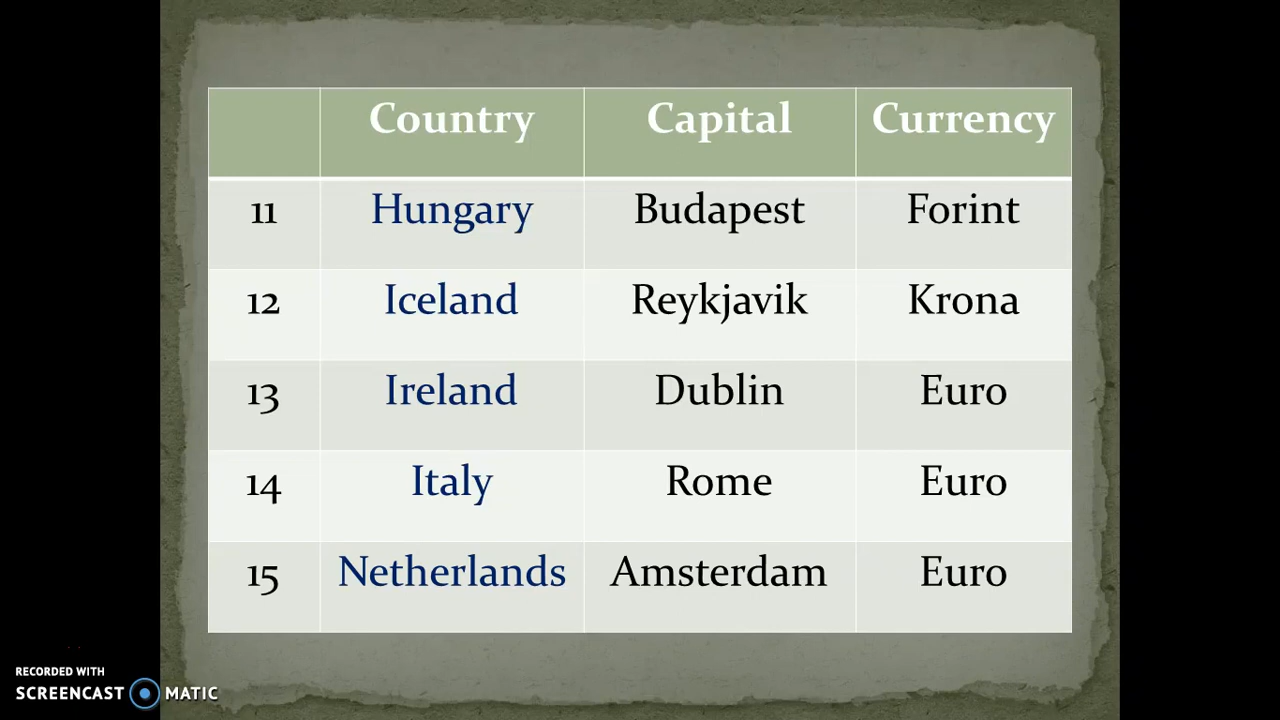 Country Capital Currency
11 Hungary Budapest Forint
12 Iceland Reykjavik Krona
13 Ireland Dublin Euro
14 Italy Rome Euro
15 Netherlands Amsterdam Euro
RECORDED WITH
SCREENCAST MATIC